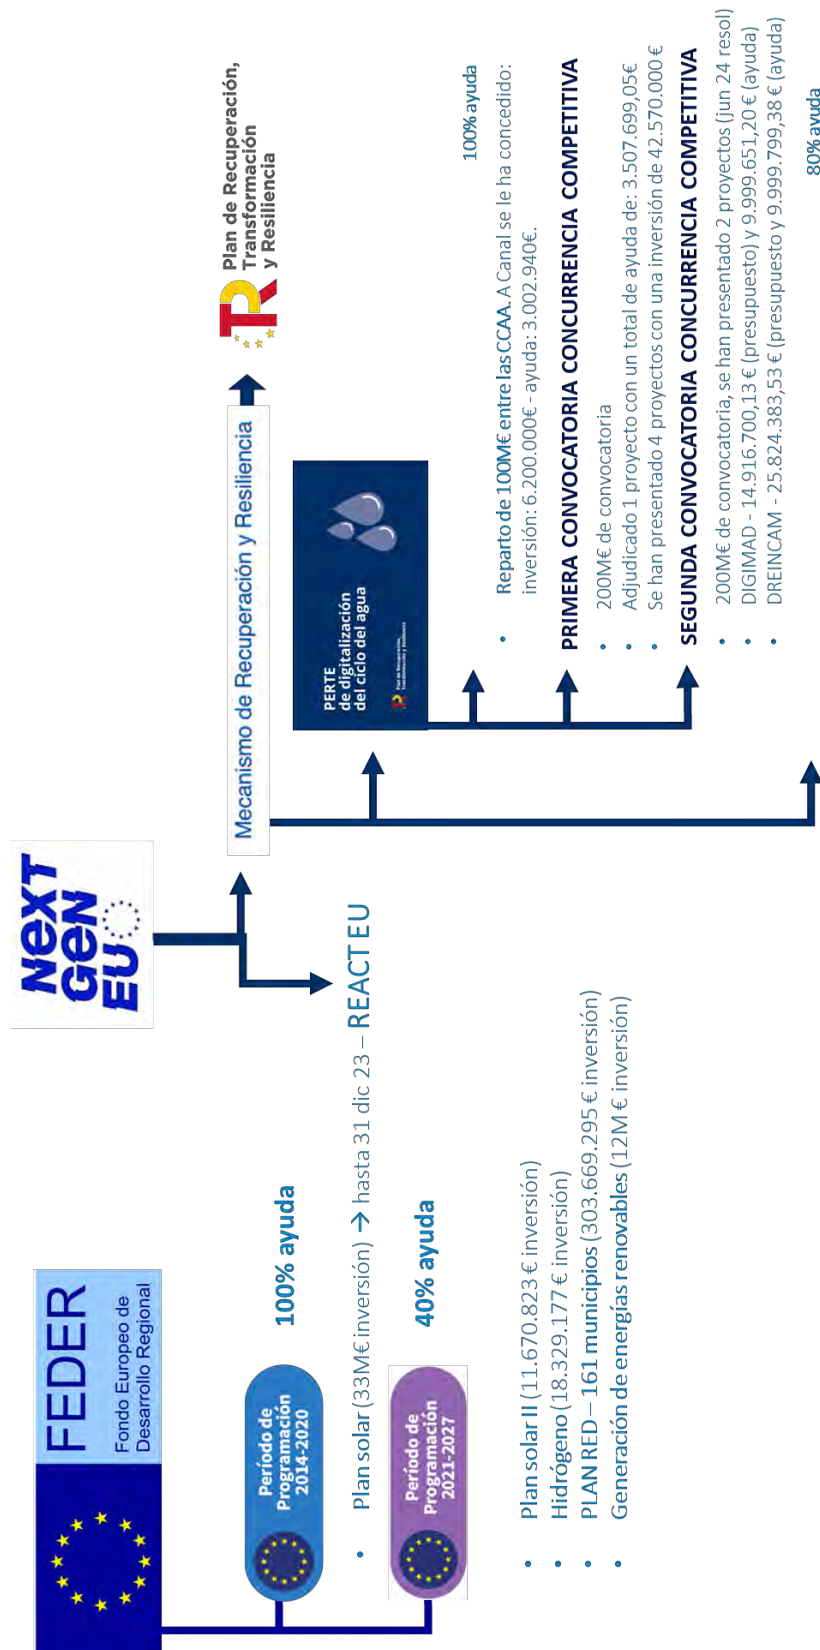 FEDER
Fondo Europeo de
Desarrollo Regional
Período de
Programación
2014-2020
100% ayuda
• Plan solar (33M€ inversión) → hasta 31 dic 23 – REACT EU
Período de
Programación
2021-2027
40% ayuda
• Plan solar II (11.670.823 € inversión)
• Hidrógeno (18.329.177 € inversión)
• PLAN RED – 161 municipios (303.669.295 € inversión)
• Generación de energías renovables (12M € inversión)
NEXT
GEN
EU
Mecanismo de Recuperación y Resiliencia
Plan de Recuperación,
Transformación
y Resiliencia
PERTE
de digitalización
del ciclo del agua
Plan de Recuperación,
Transformación y Resiliencia
100% ayuda
• Reparto de 100M€ entre las CCAA. A Canal se le ha concedido:
inversión: 6.200.000€ - ayuda: 3.002.940€.
PRIMERA CONVOCATORIA CONCURRENCIA COMPETITIVA
• 200M€ de convocatoria
Adjudicado 1 proyecto con un total de ayuda de: 3.507.699,05€
• Se han presentado 4 proyectos con una inversión de 42.570.000 €
SEGUNDA CONVOCATORIA CONCURRENCIA COMPETITIVA
• 200M€ de convocatoria, se han presentado 2 proyectos (jun 24 resol)
• DIGIMAD - 14.916.700,13 € (presupuesto) y 9.999.651,20 € (ayuda)
• DREINCAM - 25.824.383,53 € (presupuesto y 9.999.799,38 € (ayuda)
80% ayuda